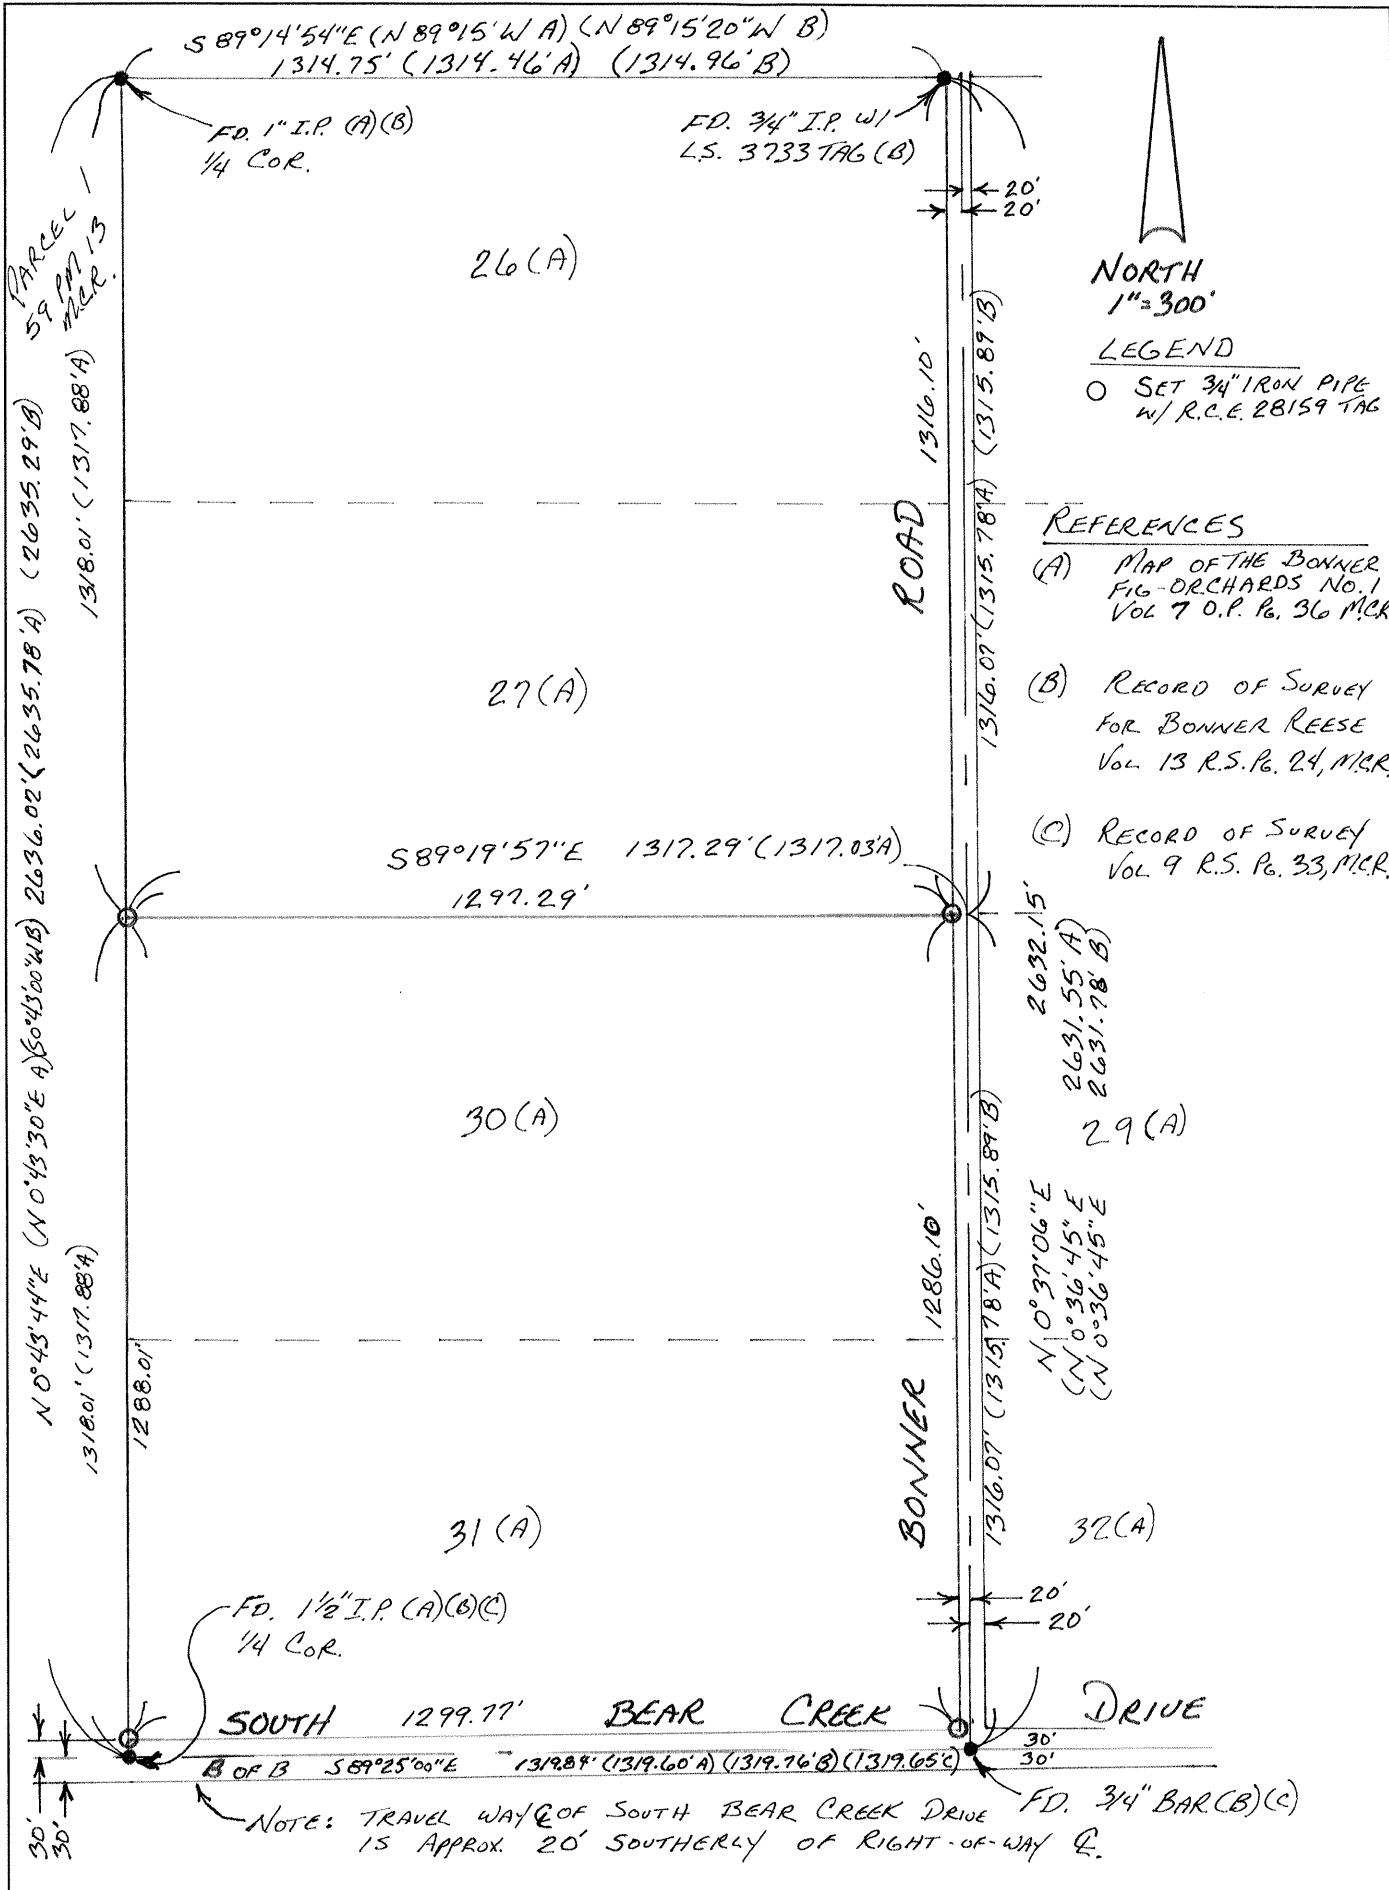 S 89°14'54"E (N 89°15' W A) (N 89°15'20" W B)
1314.75' (1314.46' A) (1314.96' B)
FD. 1" I.P. (A)(B)
1/4 COR.
FD. 3/4" I.P. W/
L.S. 3733 TAG (B)
20'
20'
PARCEL 1
59 PM 13
M.C.R.
26 (A)
NORTH
1"=300'
LEGEND
SET 3/4" IRON PIPE
W/ R.C.E. 28159 TAG
1318.01' (1317.88' A)
N 0°43'44"E (N 0°43'30"E A)(S0°43'00"W B) 2636.02' (2635.78' A) (2635.29' B)
1316.10'
1316.07' (1315.78' A) (1315.89' B)
ROAD
REFERENCES
(A) MAP OF THE BONNER
FIG-ORCHARDS NO. 1
VOL 7 O.P. PG. 36 M.C.R.
(B) RECORD OF SURVEY
FOR BONNER REESE
VOL 13 R.S. PG. 24, M.C.R.
(C) RECORD OF SURVEY
VOL 9 R.S. PG. 33, M.C.R.
27 (A)
S 89°19'57"E 1317.29' (1317.03' A)
1297.29'
2632.15'
2631.55' A)
2631.78' B)
30 (A)
29 (A)
N 0°37'06"E
(N 0°36'45"E
(N 0°36'45"E
1318.01' (1317.88' A)
1288.01'
1286.10'
1316.07' (1315.78' A) (1315.89' B)
BONNER
31 (A)
32 (A)
FD. 1 1/2" I.P. (A)(B)(C)
1/4 COR.
20'
20'
SOUTH 1299.77' BEAR CREEK DRIVE
30'
30'
B OF B S 89°25'00"E 1319.84' (1319.60' A) (1319.76' B) (1319.65' C)
30'
30'
FD. 3/4" BAR (B)(C)
NOTE: TRAVEL WAY ℄ OF SOUTH BEAR CREEK DRIVE
IS APPROX. 20' SOUTHERLY OF RIGHT-OF-WAY ℄.